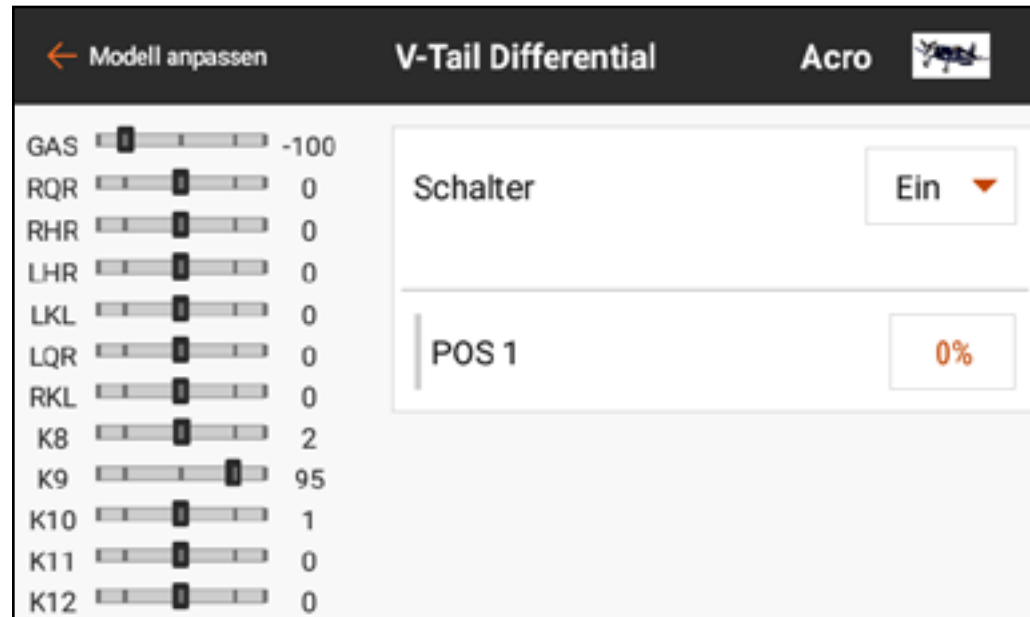 ← Modell anpassen V-Tail Differential Acro
GAS -100
RQR 0
Schalter Ein
RHR 0
LHR 0
LKL 0
LQR 0
POS 1 0%
RKL 0
K8 2
K9 95
K10 1
K11 0
K12 0